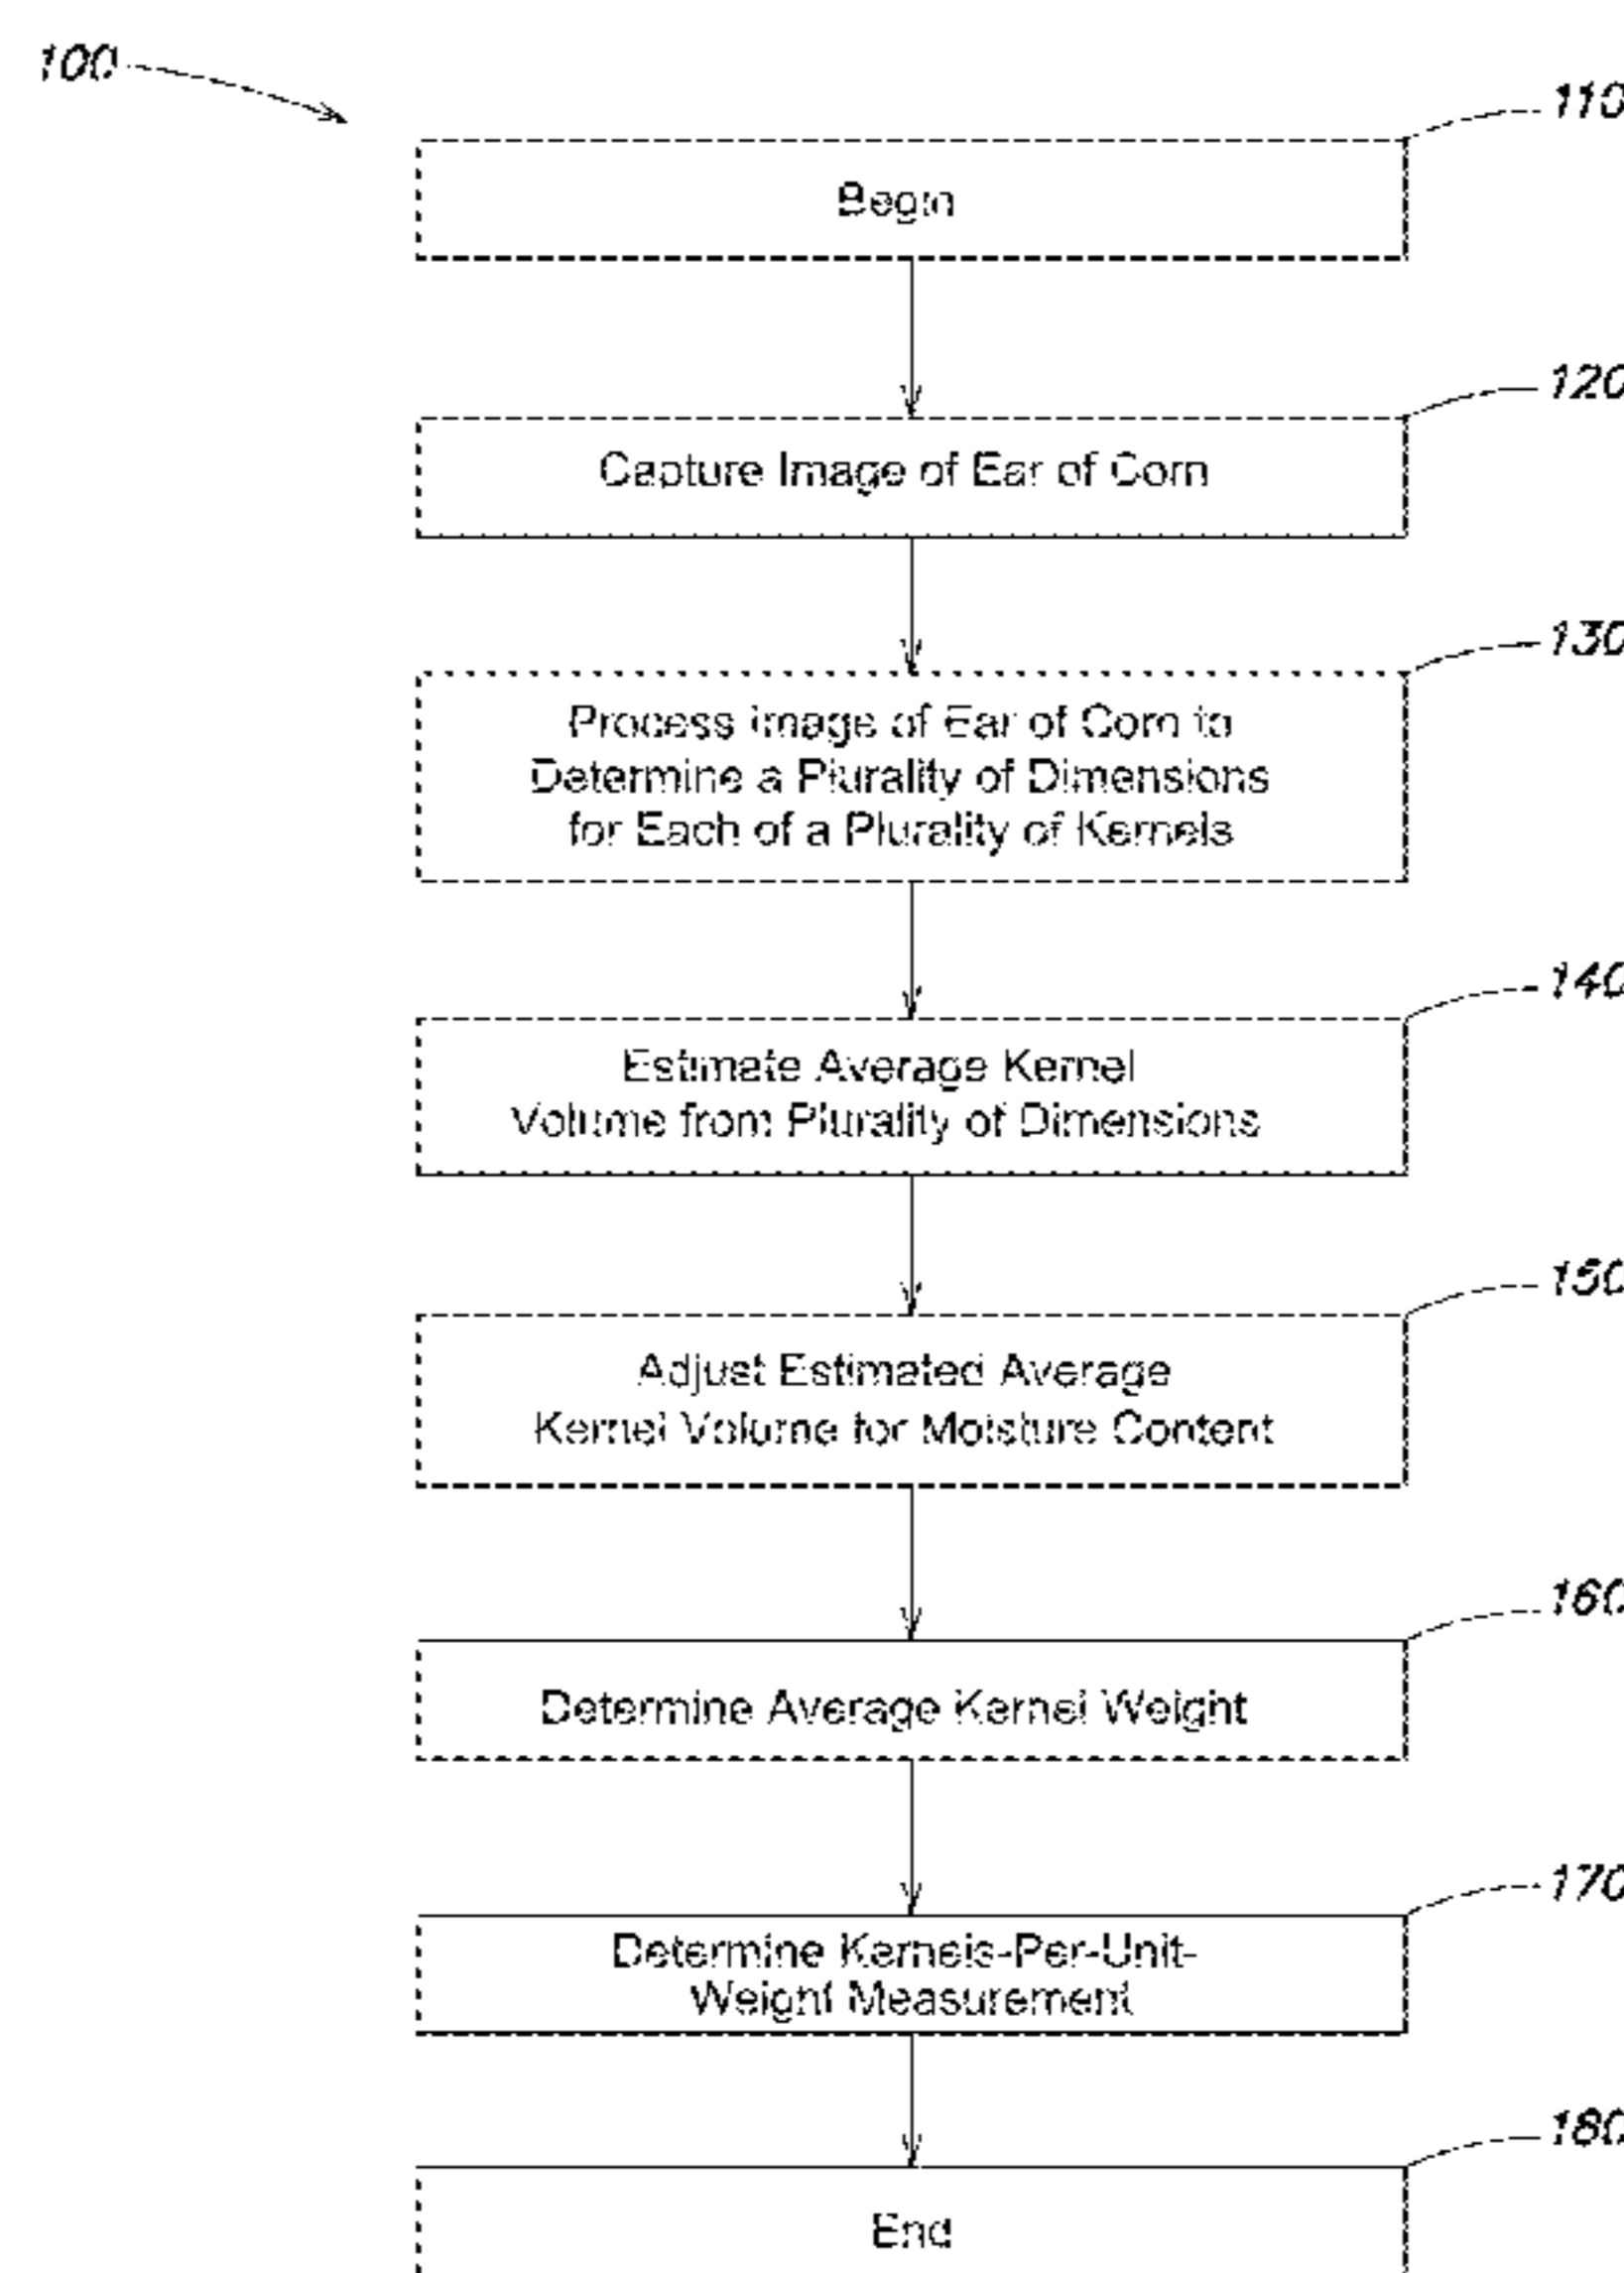 100
110
Begin
120
Capture Image of Ear of Corn
130
Process Image of Ear of Corn to
Determine a Plurality of Dimensions
for Each of a Plurality of Kernels
140
Estimate Average Kernel
Volume from Plurality of Dimensions
150
Adjust Estimated Average
Kernel Volume for Moisture Content
160
Determine Average Kernel Weight
170
Determine Kernels-Per-Unit-
Weight Measurement
180
End